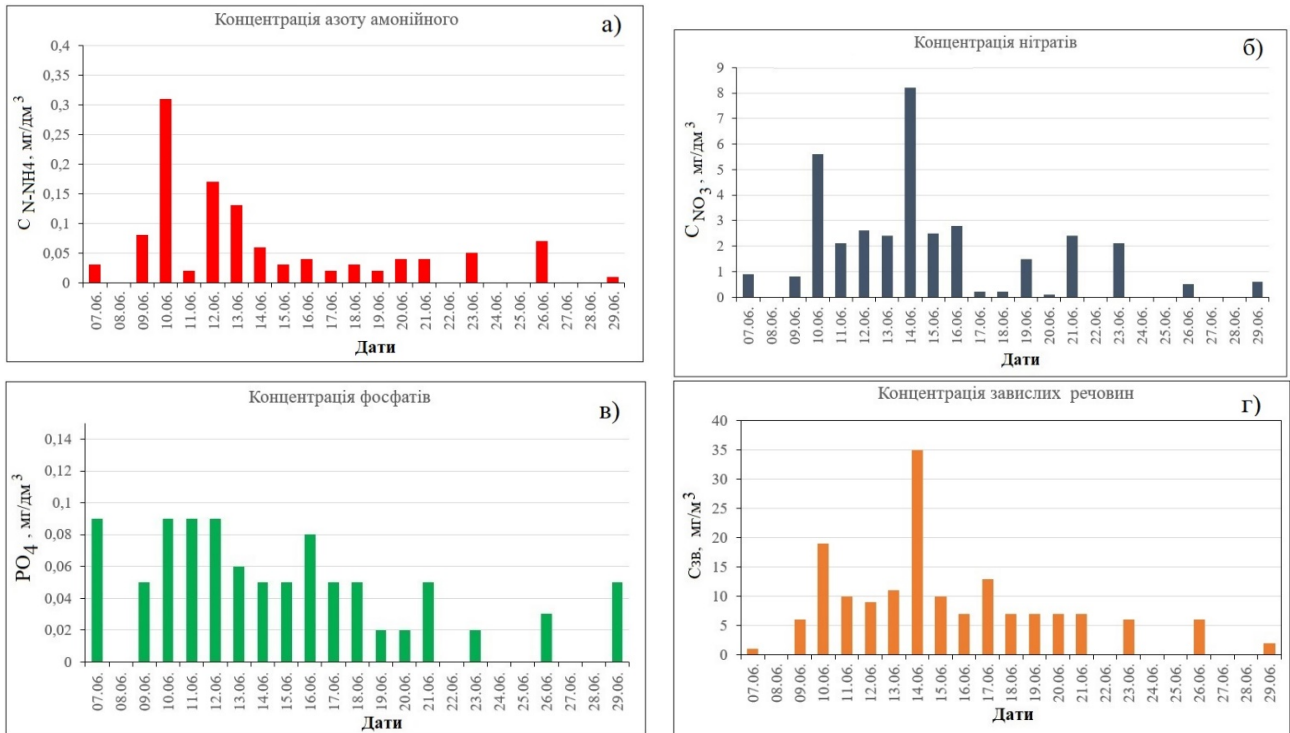 Концентрація азоту амонійного
а)
C N-NH4, мг/дм 3
0,4
0,35
0,3
0,25
0,2
0,15
0,1
0,05
0
07.06. 08.06. 09.06. 10.06. 11.06. 12.06. 13.06. 14.06. 15.06. 16.06. 17.06. 18.06. 19.06. 20.06. 21.06. 22.06. 23.06. 24.06. 25.06. 26.06. 27.06. 28.06. 29.06.
Дати
Концентрація нітратів
б)
C NO3 , мг/дм 3
9
8
7
6
5
4
3
2
1
0
07.06. 08.06. 09.06. 10.06. 11.06. 12.06. 13.06. 14.06. 15.06. 16.06. 17.06. 18.06. 19.06. 20.06. 21.06. 22.06. 23.06. 24.06. 25.06. 26.06. 27.06. 28.06. 29.06.
Дати
Концентрація фосфатів
в)
PO4 , мг/дм 3
0,14
0,12
0,1
0,08
0,06
0,04
0,02
0
07.06. 08.06. 09.06. 10.06. 11.06. 12.06. 13.06. 14.06. 15.06. 16.06. 17.06. 18.06. 19.06. 20.06. 21.06. 22.06. 23.06. 24.06. 25.06. 26.06. 27.06. 28.06. 29.06.
Дати
Концентрація завислих речовин
г)
Cзв, мг/м3
40
35
30
25
20
15
10
5
0
07.06. 08.06. 09.06. 10.06. 11.06. 12.06. 13.06. 14.06. 15.06. 16.06. 17.06. 18.06. 19.06. 20.06. 21.06. 22.06. 23.06. 24.06. 25.06. 26.06. 27.06. 28.06. 29.06.
Дати